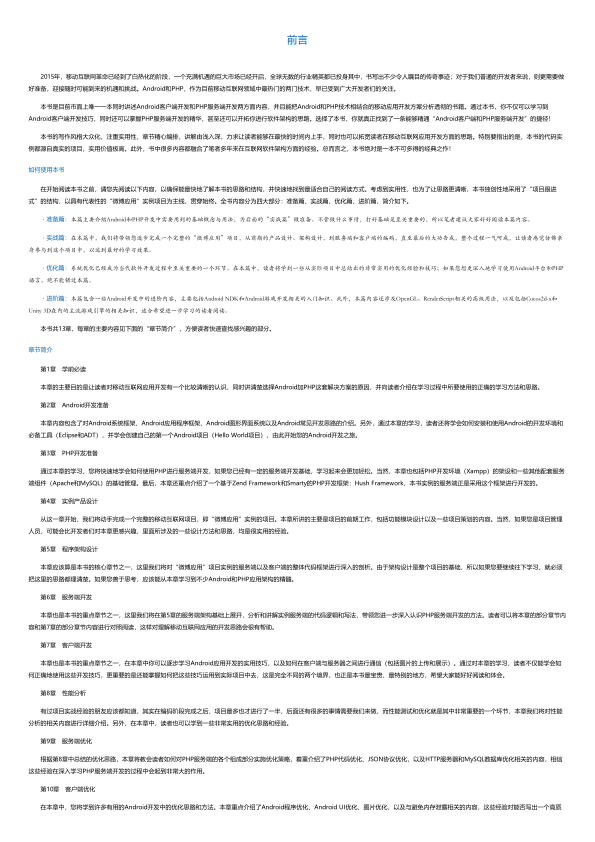 前言
2015年，移动互联网革命已经到了白热化的阶段，一个充满机遇的巨大市场已经开启，全球无数的行业精英都已投身其中，书写出不少令人瞩目的传奇事迹；对于我们普通的开发者来说，则更需要做
好准备，迎接随时可能到来的机遇和挑战。Android和PHP，作为目前移动互联网领域中最热门的两门技术，早已受到广大开发者们的关注。
本书是目前市面上唯一一本同时讲述Android客户端开发和PHP服务端开发两方面内容，并且能把Android和PHP技术相结合的移动应用开发方案分析透彻的书籍。通过本书，你不仅可以学习到
Android客户端开发技巧，同时还可以掌握PHP服务端开发的精华，甚至还可以开拓你进行软件架构的思路。选择了本书，你就真正找到了一条能够精通“Android客户端和PHP服务端开发”的捷径！
本书的写作风格大众化，注重实用性，章节精心编排，讲解由浅入深，力求让读者能够在最快的时间内上手，同时也可以拓宽读者在移动互联网应用开发方面的思路。特别要指出的是，本书的代码实
例都源自真实的项目，实用价值极高。此外，书中很多内容都融合了笔者多年来在互联网软件架构方面的经验。总而言之，本书绝对是一本不可多得的经典之作！
如何使用本书
在开始阅读本书之前，请您先阅读以下内容，以确保能最快地了解本书的思路和结构，并快速地找到最适合自己的阅读方式。考虑到实用性，也为了让思路更清晰，本书独创性地采用了“项目跟进
式”的结构，以具有代表性的“微博应用”实例项目为主线，贯穿始终。全书内容分为四大部分：准备篇、实战篇、优化篇、进阶篇，简介如下。
· 准备篇：本篇主要介绍Android和PHP开发中需要用到的基础概念与用法，为后面的“实战篇”做准备。不管做什么事情，打好基础是至关重要的，所以笔者建议大家好好阅读本篇内容。
· 实战篇：在本篇中，我们将带领您逐步完成一个完整的“微博应用”项目，从前期的产品设计、架构设计，到服务端和客户端的编码，直至最后的大功告成，整个过程一气呵成，让读者感觉仿佛亲
身参与到这个项目中，以达到最好的学习效果。
· 优化篇：系统优化已经成为当代软件开发过程中至关重要的一个环节，在本篇中，读者将学到一些从实际项目中总结出的非常实用的优化经验和技巧；如果您想更深入地学习使用Android平台和PHP
语言，绝不能错过本篇。
· 进阶篇：本篇包含一些Android开发中的进阶内容，主要包括Android NDK和Android游戏开发相关的入门知识。此外，本篇内容还涉及OpenGL、RenderScript相关的高级用法，以及包括Cocos2d-x和
Unity 3D在内的主流游戏引擎的相关知识，适合希望进一步学习的读者阅读。
本书共13章，每章的主要内容见下面的“章节简介”，方便读者快速查找感兴趣的部分。
章节简介
第1章 学前必读
本章的主要目的是让读者对移动互联网应用开发有一个比较清晰的认识，同时讲清楚选择Android加PHP这套解决方案的原因，并向读者介绍在学习过程中所要使用的正确的学习方法和思路。
第2章 Android开发准备
本章内容包含了对Android系统框架、Android应用程序框架、Android图形界面系统以及Android常见开发思路的介绍。另外，通过本章的学习，读者还将学会如何安装和使用Android的开发环境和
必备工具（Eclipse和ADT），并学会创建自己的第一个Android项目（Hello World项目），由此开始您的Android开发之旅。
第3章 PHP开发准备
通过本章的学习，您将快速地学会如何使用PHP进行服务端开发，如果您已经有一定的服务端开发基础，学习起来会更加轻松。当然，本章也包括PHP开发环境（Xampp）的架设和一些其他配套服务
端组件（Apache和MySQL）的基础管理。最后，本章还重点介绍了一个基于Zend Framework和Smarty的PHP开发框架：Hush Framework，本书实例的服务端正是采用这个框架进行开发的。
第4章 实例产品设计
从这一章开始，我们将动手完成一个完整的移动互联网项目，即“微博应用”实例的项目。本章所讲的主要是项目的前期工作，包括功能模块设计以及一些项目策划的内容。当然，如果您是项目管理
人员，可能会比开发者们对本章更感兴趣，里面所涉及的一些设计方法和思路，均是很实用的经验。
第5章 程序架构设计
本章应该算是本书的核心章节之一，这里我们将对“微博应用”项目实例的服务端以及客户端的整体代码框架进行深入的剖析。由于架构设计是整个项目的基础，所以如果您要继续往下学习，就必须
把这里的思路都理清楚。如果您善于思考，应该能从本章学习到不少Android和PHP应用架构的精髓。
第6章 服务端开发
本章也是本书的重点章节之一，这里我们将在第5章的服务端架构基础上展开，分析和讲解实例服务端的代码逻辑和写法，带领您进一步深入认识PHP服务端开发的方法。读者可以将本章的部分章节内
容和第7章的部分章节内容进行对照阅读，这样对理解移动互联网应用的开发思路会很有帮助。
第7章 客户端开发
本章也是本书的重点章节之一，在本章中你可以逐步学习Android应用开发的实用技巧，以及如何在客户端与服务器之间进行通信（包括图片的上传和展示）。通过对本章的学习，读者不仅能学会如
何正确地使用这些开发技巧，更重要的是还能掌握如何把这些技巧运用到实际项目中去，这是完全不同的两个境界，也正是本书最宝贵、最特别的地方，希望大家能好好阅读和体会。
第8章 性能分析
有过项目实战经验的朋友应该都知道，其实在编码阶段完成之后，项目最多也才进行了一半，后面还有很多的事情需要我们来做，而性能测试和优化就是其中非常重要的一个环节，本章我们将对性能
分析的相关内容进行详细介绍。另外，在本章中，读者也可以学到一些非常实用的优化思路和经验。
第9章 服务端优化
根据第8章中总结的优化思路，本章将教会读者如何对PHP服务端的各个组成部分实施优化策略，着重介绍了PHP代码优化、JSON协议优化，以及HTTP服务器和MySQL数据库优化相关的内容，相信
这些经验在深入学习PHP服务端开发的过程中会起到非常大的作用。
第10章 客户端优化
在本章中，您将学到许多有用的Android开发中的优化思路和方法。本章重点介绍了Android程序优化、Android UI优化、图片优化、以及与避免内存泄露相关的内容，这些经验对能否写出一个高质